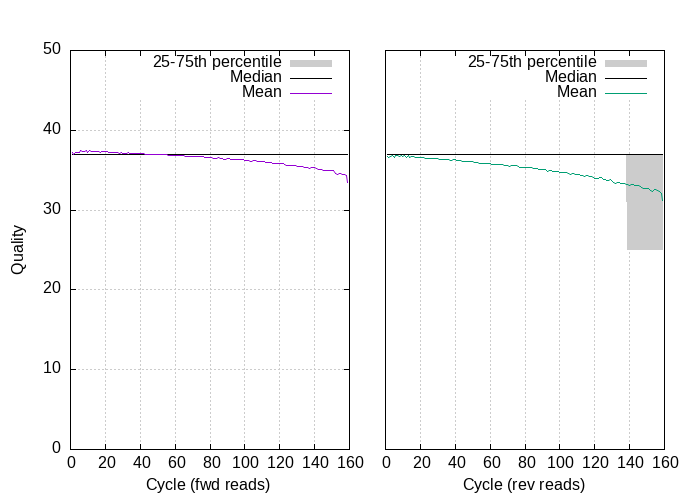 50
40
30
20
10
0
Quality
25-75th percentile
Median
Mean
0 20 40 60 80 100 120 140 160
Cycle (fwd reads)
25-75th percentile
Median
Mean
0 20 40 60 80 100 120 140 160
Cycle (rev reads)